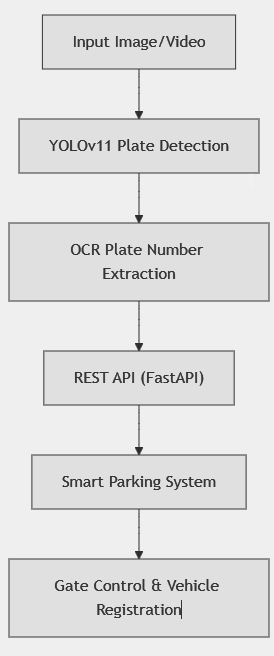 Input Image/Video
YOLOv11 Plate Detection
OCR Plate Number
Extraction
REST API (FastAPI)
Smart Parking System
Gate Control & Vehicle
Registration